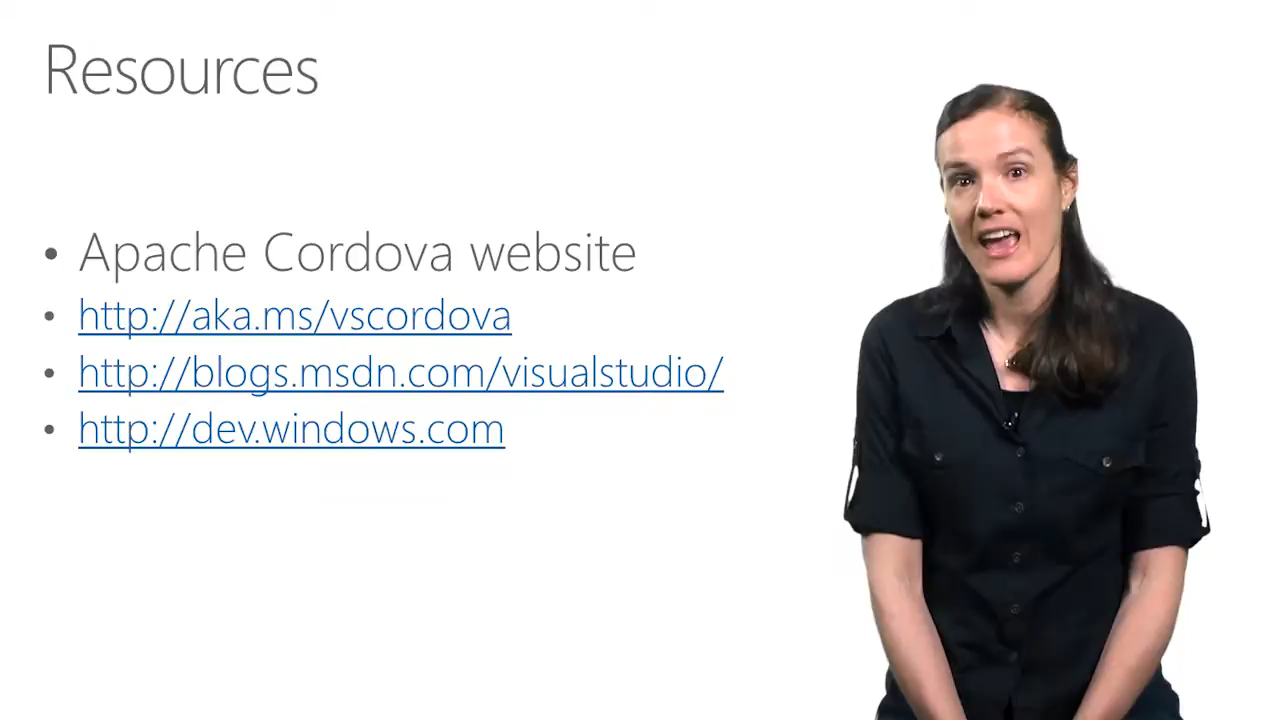 Resources
• Apache Cordova website
• http://aka.ms/vscordova
• http://blogs.msdn.com/visualstudio/
• http://dev.windows.com